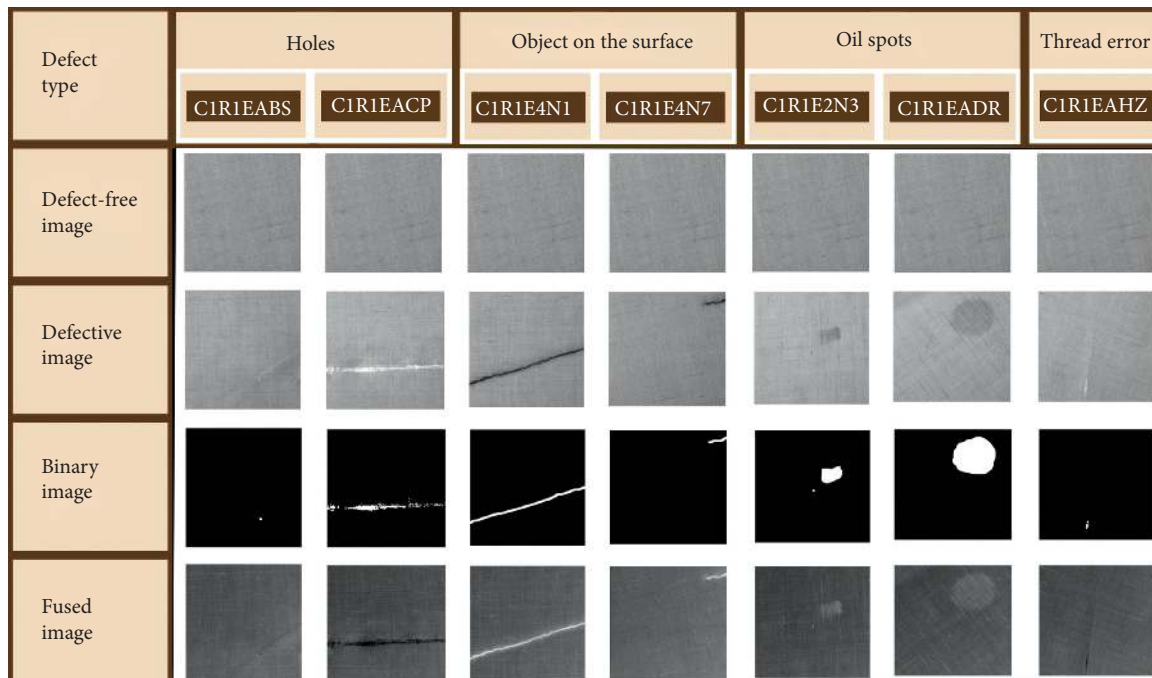 Defect
type
Holes
Object on the surface
Oil spots
Thread error
C1R1EABS
C1R1EACP
C1R1E4N1
C1R1E4N7
C1R1E2N3
C1R1EADR
C1R1EAHZ
Defect-free
image
Defective
image
Binary
image
Fused
image